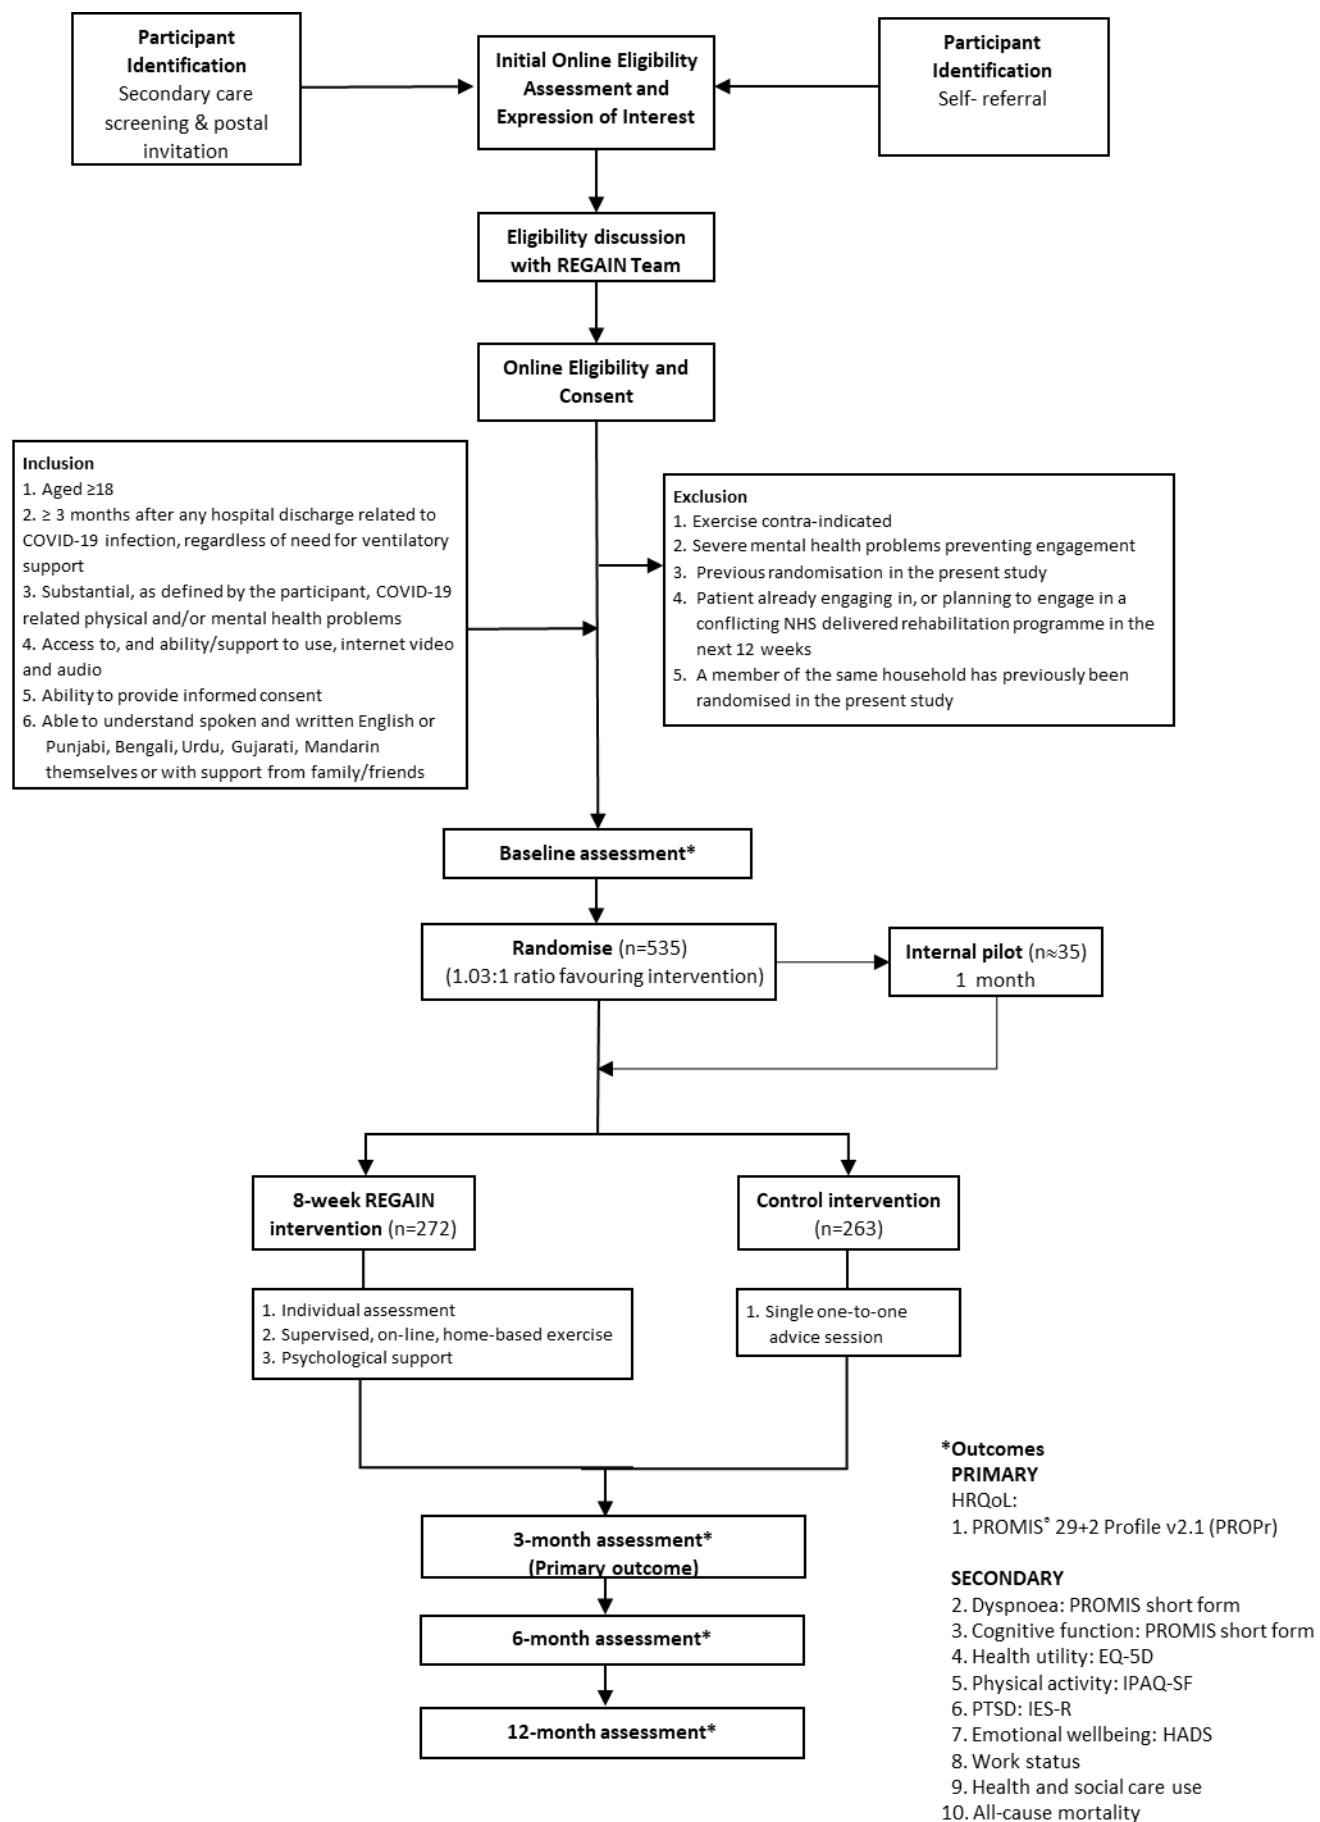 Participant
Identification
Secondary care
screening & postal
invitation
Initial Online Eligibility
Assessment and
Expression of Interest
Participant
Identification
Self- referral
Eligibility discussion
with REGAIN Team
Online Eligibility and
Consent
Inclusion
1. Aged ≥18
2. ≥ 3 months after any hospital discharge related to
COVID-19 infection, regardless of need for ventilatory
support
3. Substantial, as defined by the participant, COVID-19
related physical and/or mental health problems
4. Access to, and ability/support to use, internet video
and audio
5. Ability to provide informed consent
6. Able to understand spoken and written English or
Punjabi, Bengali, Urdu, Gujarati, Mandarin
themselves or with support from family/friends
Exclusion
1. Exercise contra-indicated
2. Severe mental health problems preventing engagement
3. Previous randomisation in the present study
4. Patient already engaging in, or planning to engage in a
conflicting NHS delivered rehabilitation programme in the
next 12 weeks
5. A member of the same household has previously been
randomised in the present study
Baseline assessment*
Randomise (n=535)
(1.03:1 ratio favouring intervention)
Internal pilot (n≈35)
1 month
8-week REGAIN
intervention (n=272)
Control intervention
(n=263)
1. Individual assessment
2. Supervised, on-line, home-based exercise
3. Psychological support
1. Single one-to-one
advice session
3-month assessment*
(Primary outcome)
6-month assessment*
12-month assessment*
*Outcomes
PRIMARY
HRQoL:
1. PROMIS® 29+2 Profile v2.1 (PROPr)
SECONDARY
2. Dyspnoea: PROMIS short form
3. Cognitive function: PROMIS short form
4. Health utility: EQ-5D
5. Physical activity: IPAQ-SF
6. PTSD: IES-R
7. Emotional wellbeing: HADS
8. Work status
9. Health and social care use
10. All-cause mortality